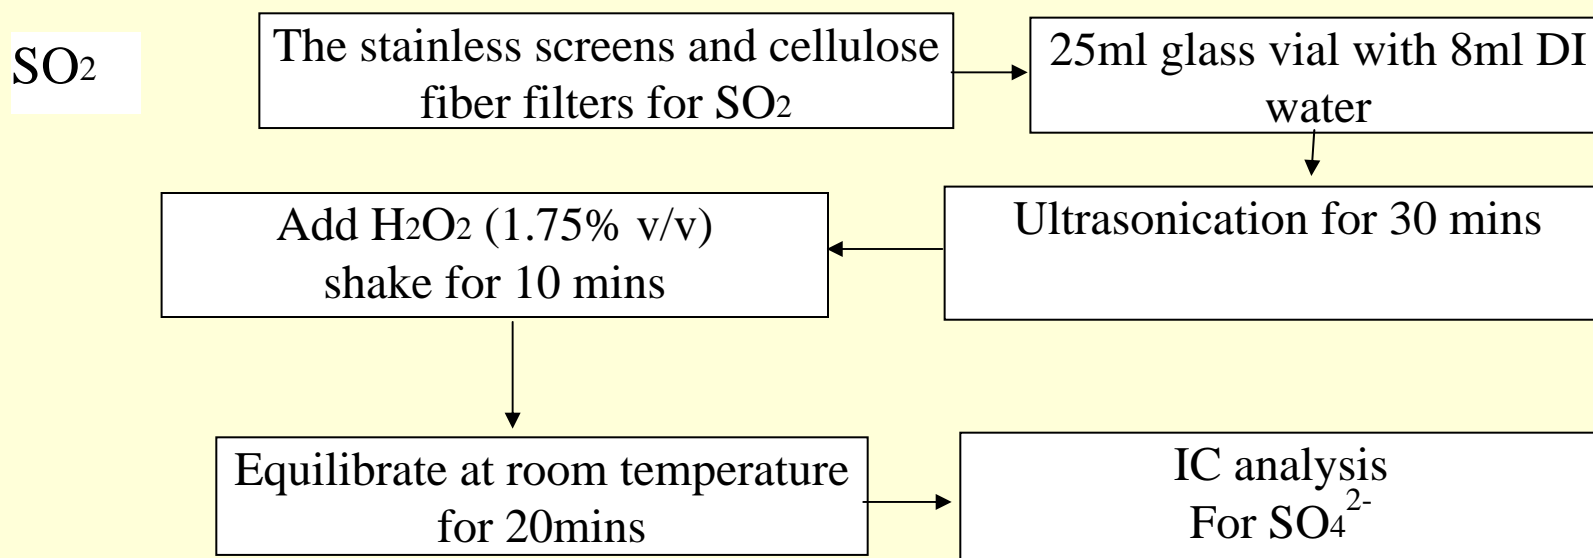 SO2
The stainless screens and cellulose
fiber filters for SO2
25ml glass vial with 8ml DI
water
Ultrasonication for 30 mins
Add H2O2 (1.75% v/v)
shake for 10 mins
Equilibrate at room temperature
for 20mins
IC analysis
For SO4^2-